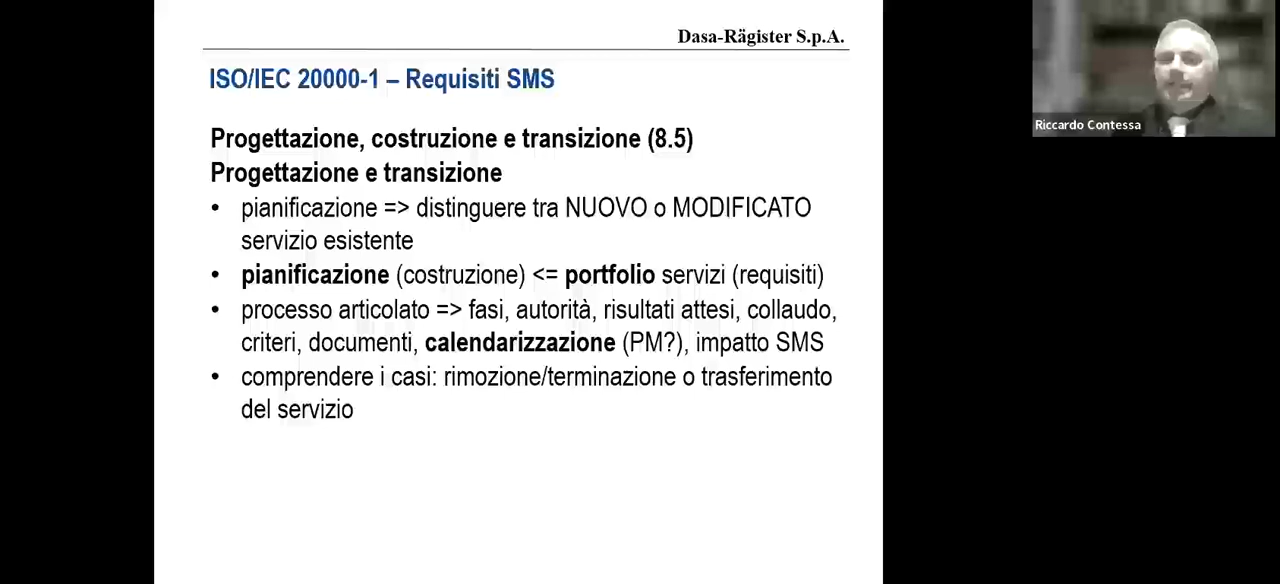 Dasa-Rägister S.p.A.
ISO/IEC 20000-1 – Requisiti SMS
Progettazione, costruzione e transizione (8.5)
Progettazione e transizione
• pianificazione => distinguere tra NUOVO o MODIFICATO
servizio esistente
• pianificazione (costruzione) <= portfolio servizi (requisiti)
• processo articolato => fasi, autorità, risultati attesi, collaudo,
criteri, documenti, calendarizzazione (PM?), impatto SMS
• comprendere i casi: rimozione/terminazione o trasferimento
del servizio
Riccardo Contessa